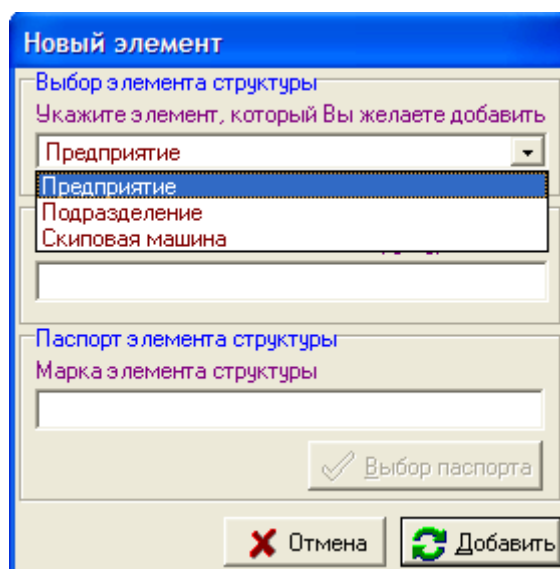 Новый элемент
Выбор элемента структуры
Укажите элемент, который Вы желаете добавить
Предприятие
Предприятие
Подразделение
Скиповая машина
Паспорт элемента структуры
Марка элемента структуры
Выбор паспорта
Отмена
Добавить